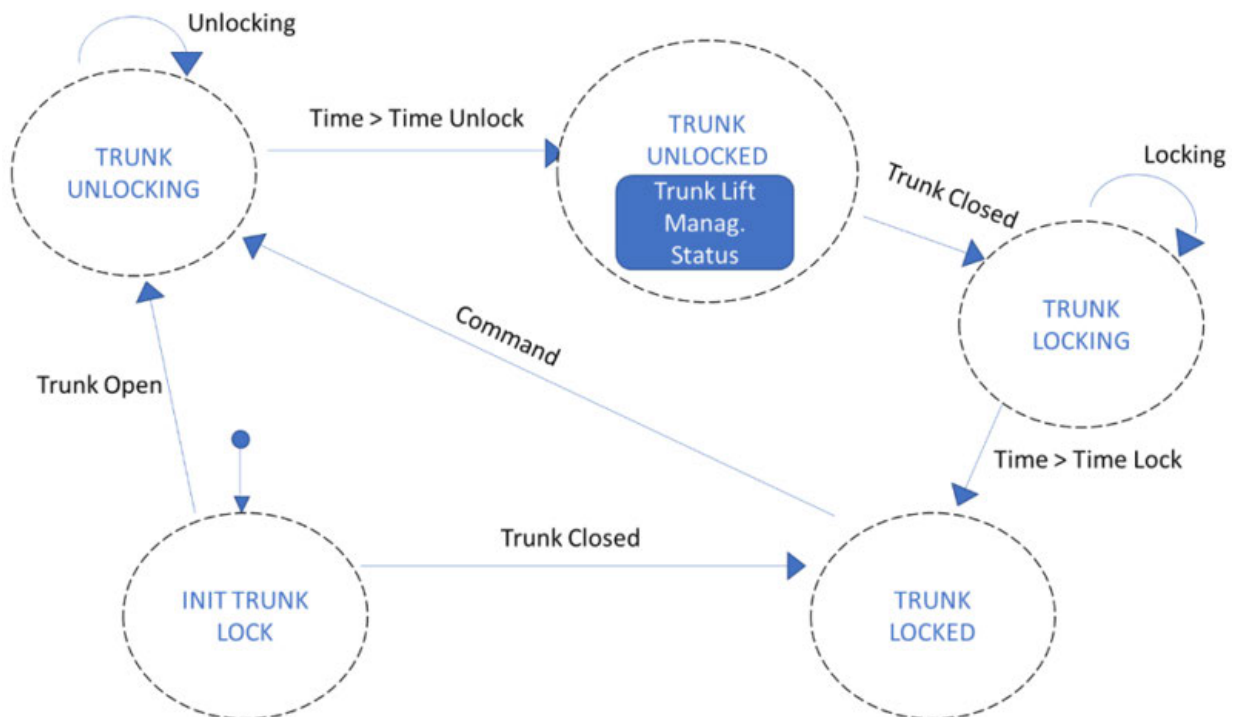 Unlocking
Time > Time Unlock
TRUNK
UNLOCKING
TRUNK
UNLOCKED
Trunk Lift
Manag.
Status
Trunk Closed
Locking
TRUNK
LOCKING
Command
Trunk Open
Time > Time Lock
Trunk Closed
INIT TRUNK
LOCK
TRUNK
LOCKED